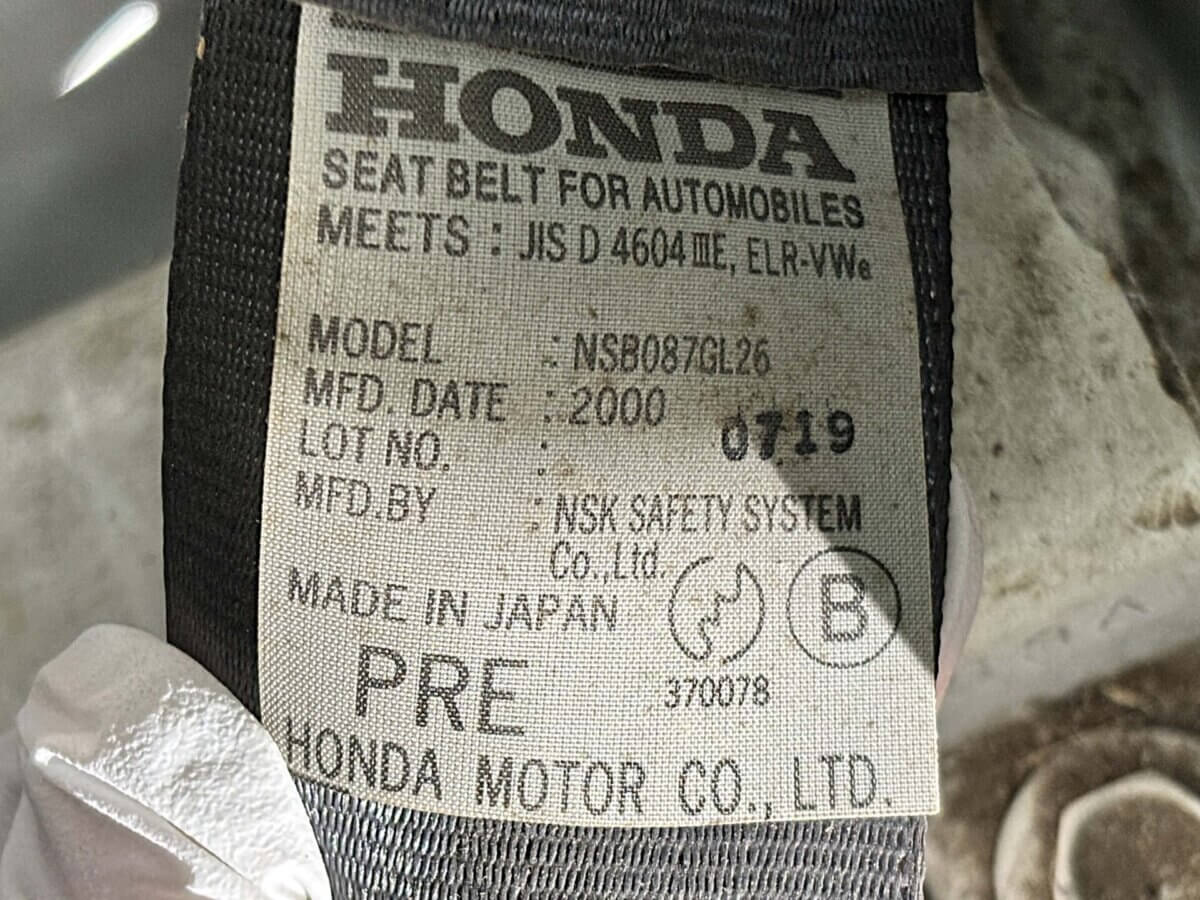 HONDA
SEAT BELT FOR AUTOMOBILES
MEETS : JIS D 4604 ⅢE, ELR-VWe
MODEL : NSB087GL26
MFD. DATE : 2000
0719
LOT NO. :
MFD.BY : NSK SAFETY SYSTEM
Co.,Ltd.
MADE IN JAPAN
B
PRE
370078
HONDA MOTOR CO., LTD.